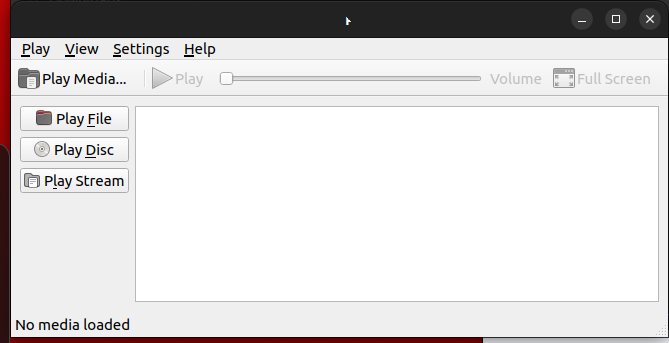 Play View Settings Help
Play Media... Play Volume Full Screen
Play File
Play Disc
Play Stream
No media loaded